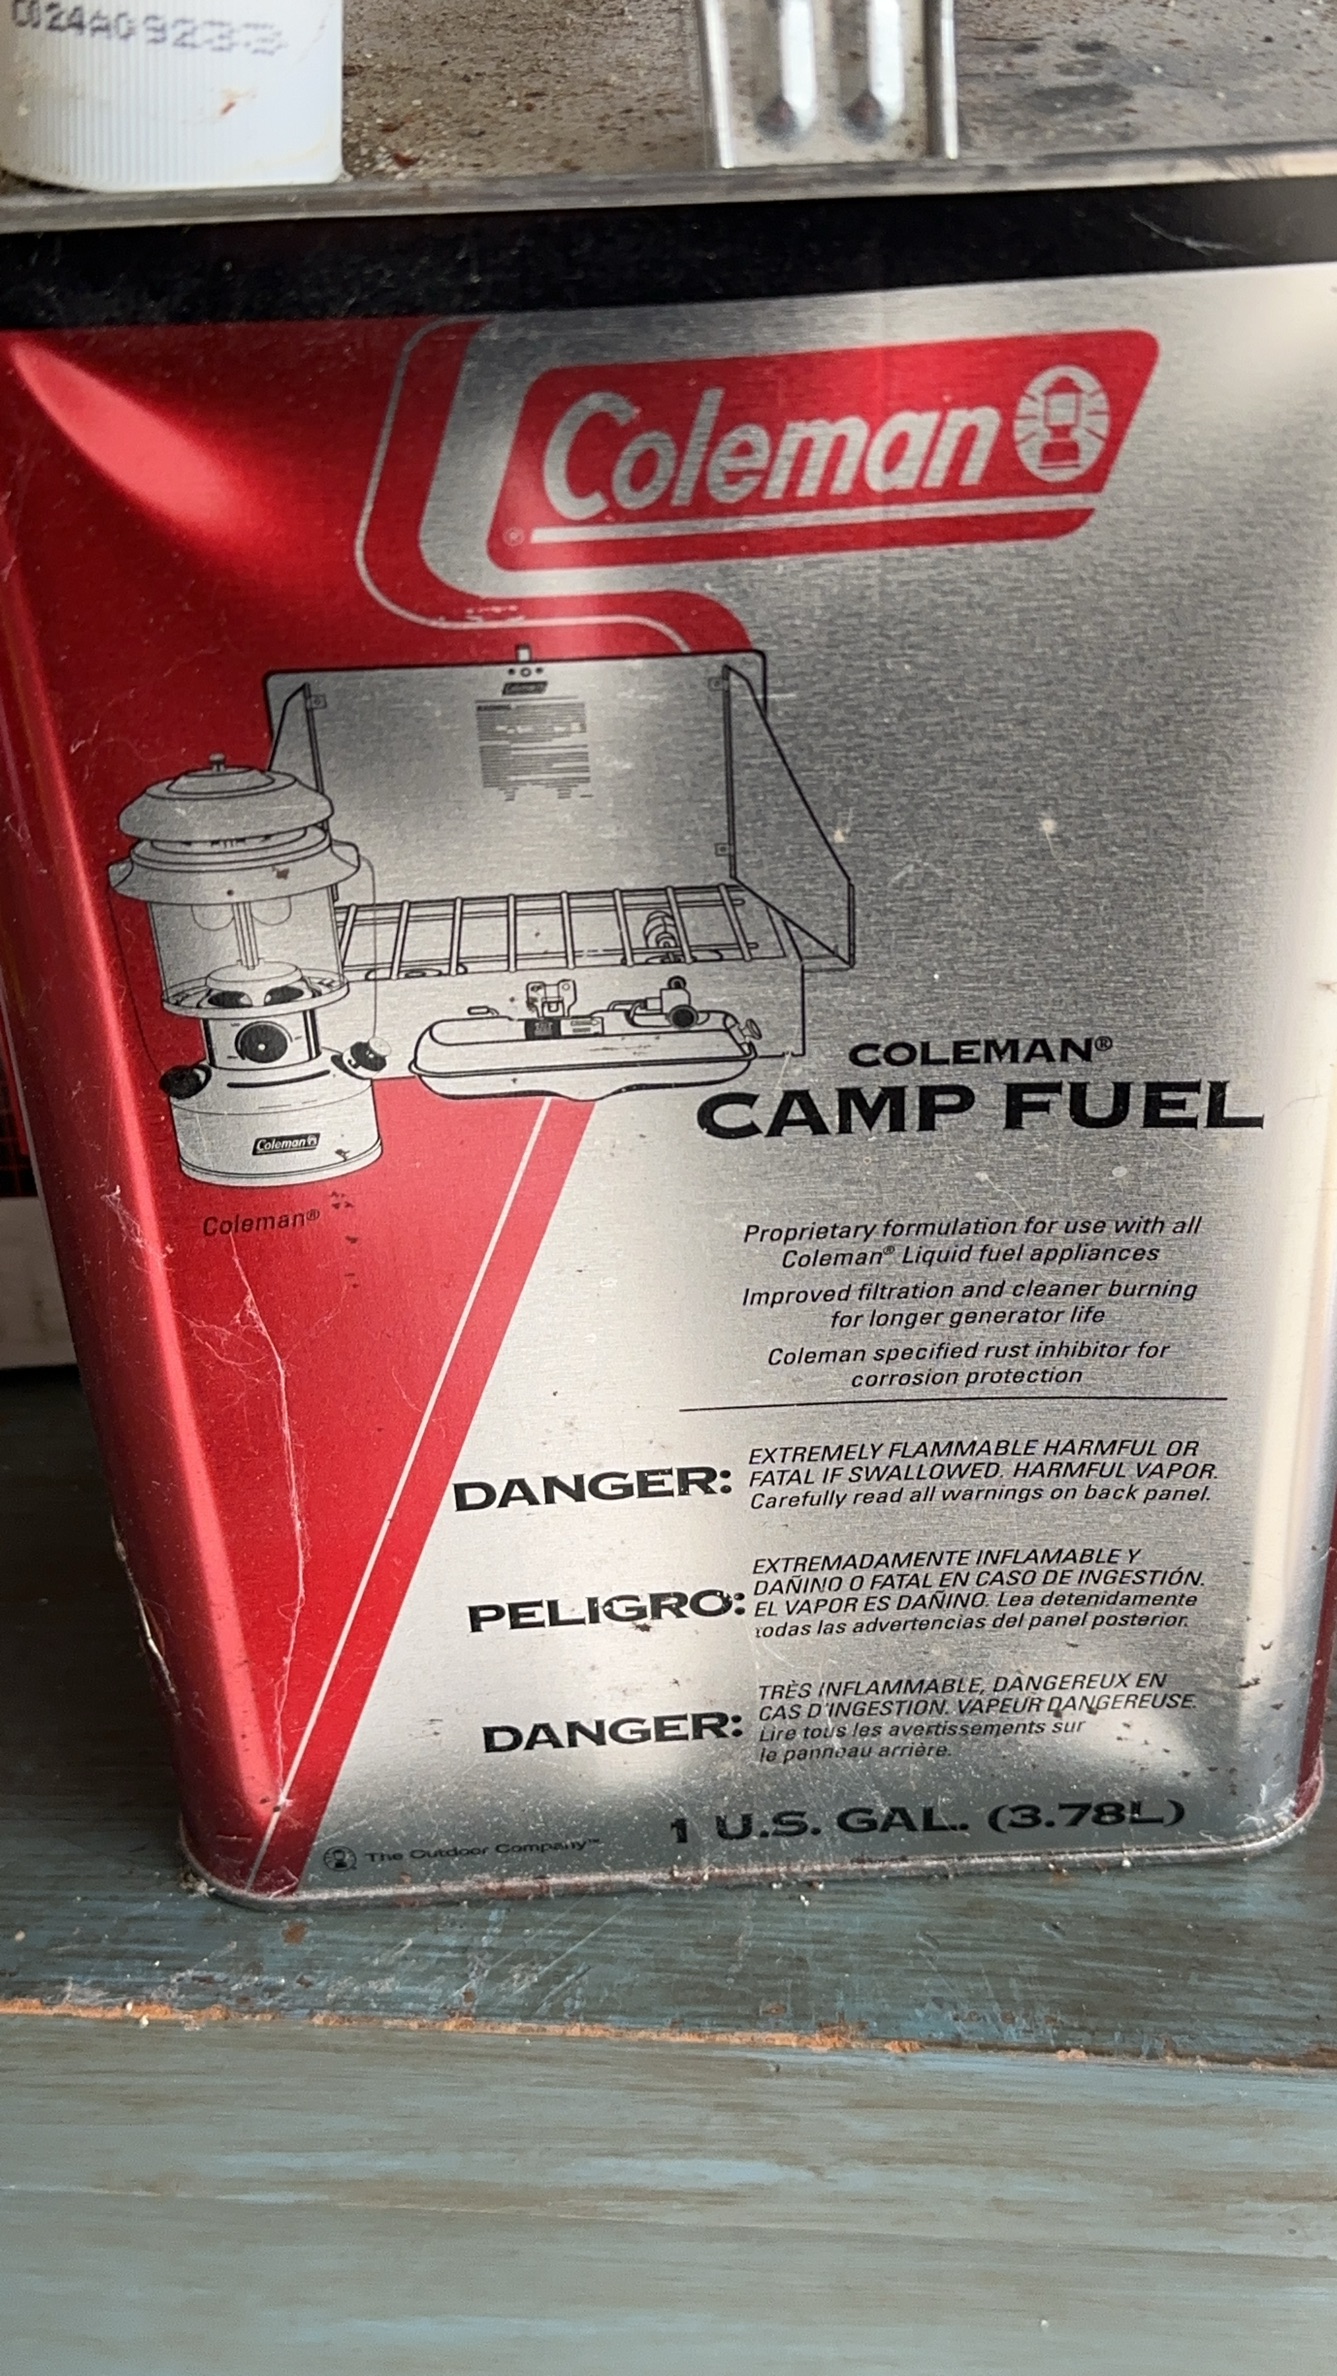 C024A09233
Coleman
®
Coleman
Coleman
Coleman®
COLEMAN®
CAMP FUEL
Proprietary formulation for use with all
Coleman® Liquid fuel appliances
Improved filtration and cleaner burning
for longer generator life
Coleman specified rust inhibitor for
corrosion protection
DANGER:
EXTREMELY FLAMMABLE HARMFUL OR
FATAL IF SWALLOWED. HARMFUL VAPOR.
Carefully read all warnings on back panel.
PELIGRO:
EXTREMADAMENTE INFLAMABLE Y
DAÑINO O FATAL EN CASO DE INGESTIÓN.
EL VAPOR ES DAÑINO. Lea detenidamente
todas las advertencias del panel posterior.
DANGER:
TRÈS INFLAMMABLE, DANGEREUX EN
CAS D'INGESTION. VAPEUR DANGEREUSE.
Lire tous les avertissements sur
le panneau arrière.
1 U.S. GAL. (3.78L)
The Outdoor Company™